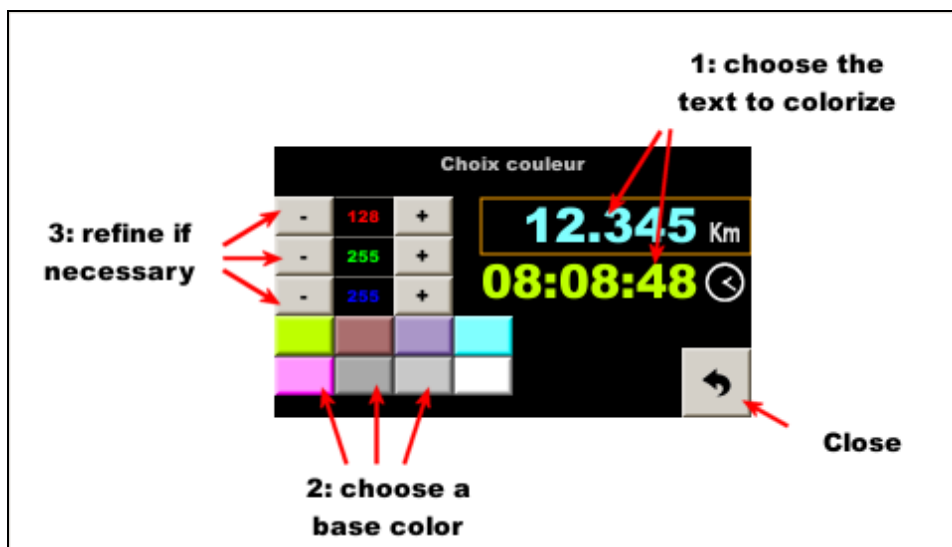 1: choose the
text to colorize
Choix couleur
- 128 +
12.345 Km
3: refine if
necessary
- 255 +
08:08:48
- 255 +
Close
2: choose a
base color